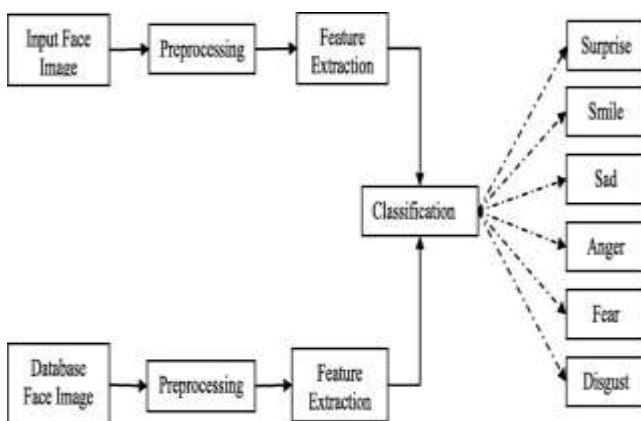 Input Face
Image
Preprocessing
Feature
Extraction
Classification
Surprise
Smile
Sad
Anger
Fear
Disgust
Database
Face Image
Preprocessing
Feature
Extraction